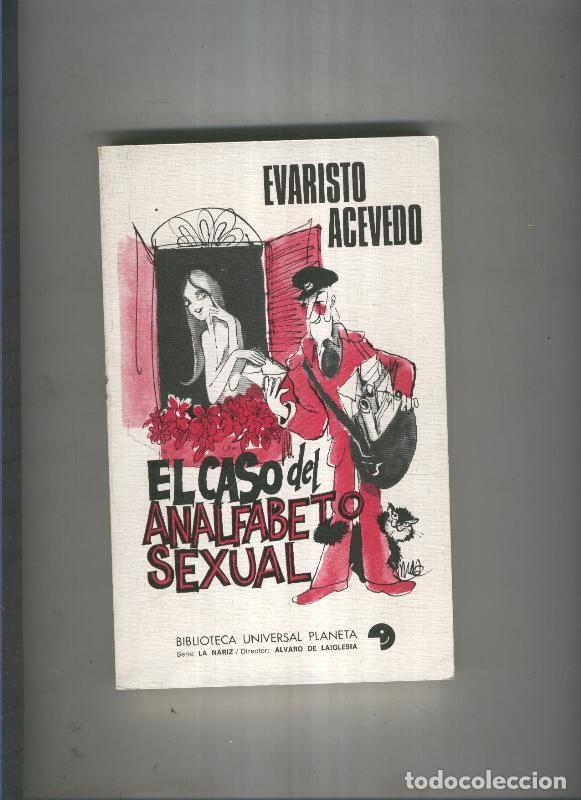 EVARISTO
ACEVEDO
EL CASO del
ANALFABETO
SEXUAL
BIBLIOTECA UNIVERSAL PLANETA
Serie LA NARIZ / Director: ALVARO DE LAIGLESIA
todocoleccion